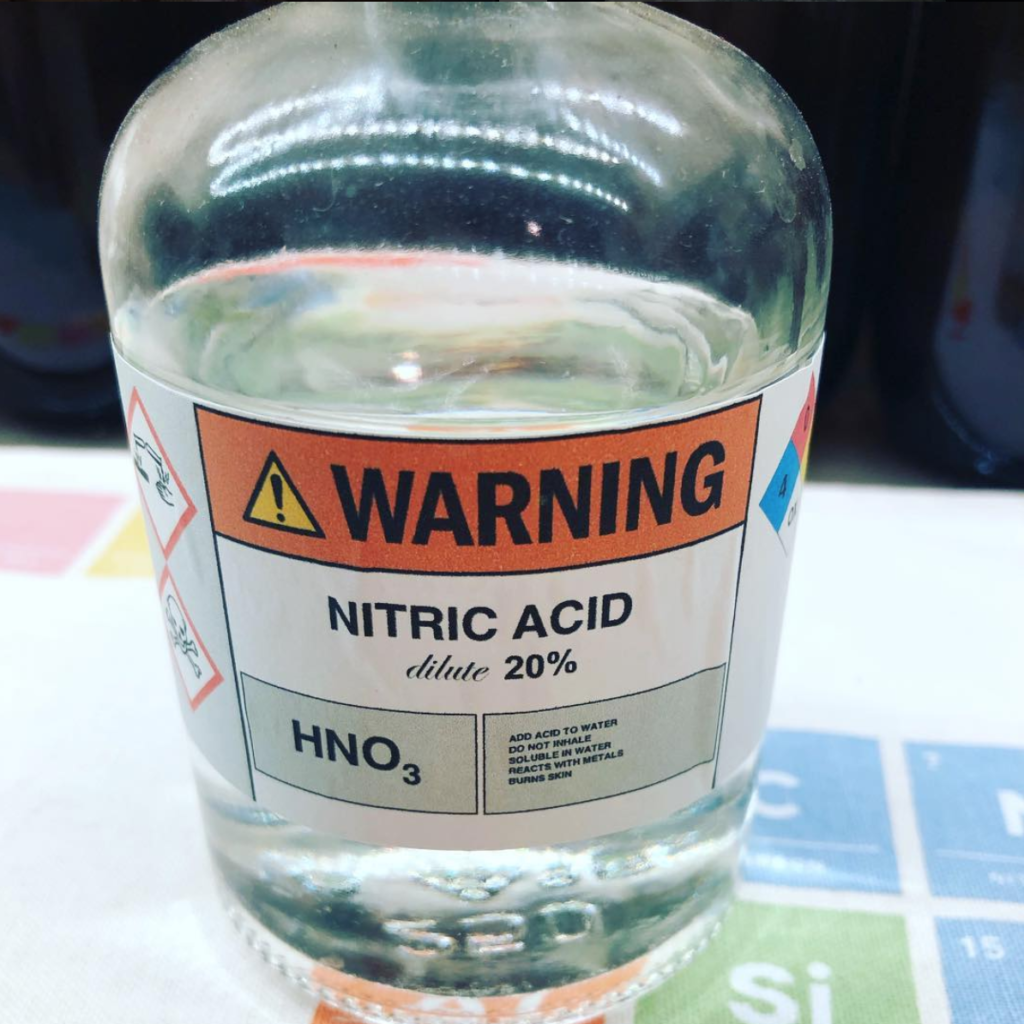 WARNING
NITRIC ACID
dilute 20%
HNO₃
ADD ACID TO WATER
DO NOT INHALE
SOLUBLE IN WATER
REACTS WITH METALS
BURNS SKIN
4
C
7
N
Si
15